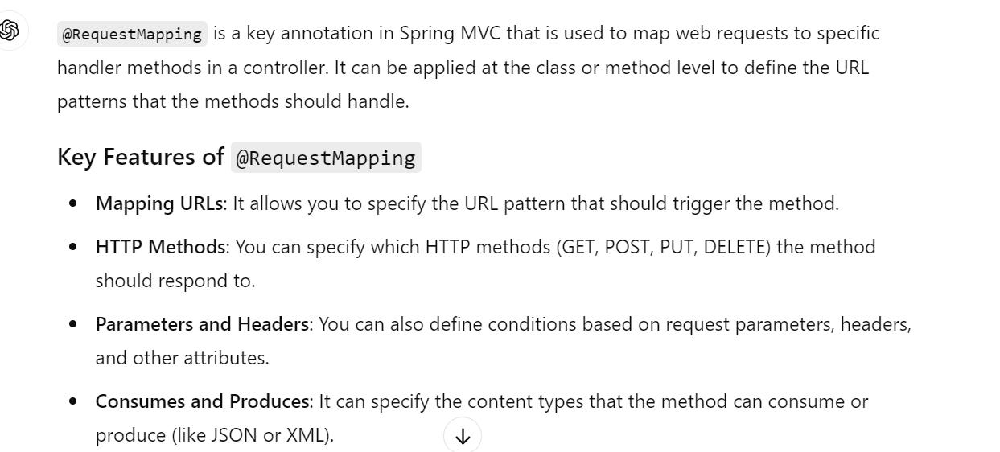 @RequestMapping is a key annotation in Spring MVC that is used to map web requests to specific
handler methods in a controller. It can be applied at the class or method level to define the URL
patterns that the methods should handle.
Key Features of @RequestMapping
• Mapping URLs: It allows you to specify the URL pattern that should trigger the method.
• HTTP Methods: You can specify which HTTP methods (GET, POST, PUT, DELETE) the method
should respond to.
• Parameters and Headers: You can also define conditions based on request parameters, headers,
and other attributes.
• Consumes and Produces: It can specify the content types that the method can consume or
produce (like JSON or XML).